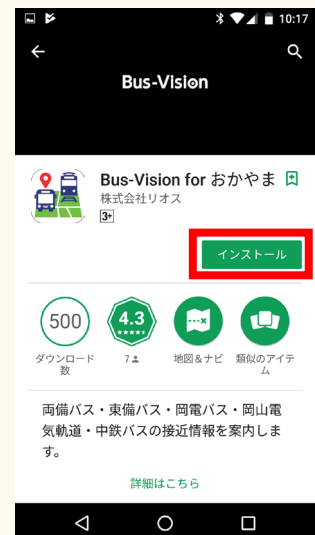 10:17
Bus-Vision
Bus-Vision for おかやま
株式会社リオス
3+
インストール
500
4.3
ダウンロード
数
7
地図&ナビ
類似のアイテ
ム
両備バス・東備バス・岡電バス・岡山電
気軌道・中鉄バスの接近情報を案内しま
す。
詳細はこちら